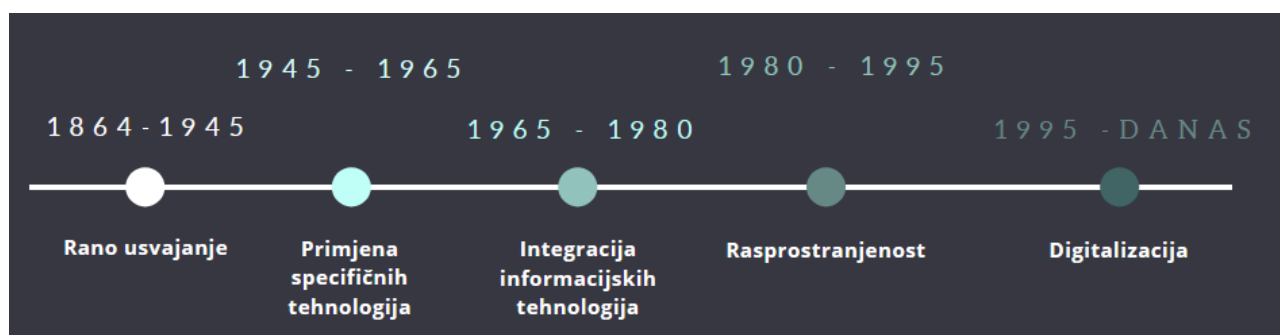 1945 - 1965
1980 - 1995
1864-1945
1965 - 1980
1995 -DANAS
Rano usvajanje
Primjena
specifičnih
tehnologija
Integracija
informacijskih
tehnologija
Rasprostranjenost
Digitalizacija